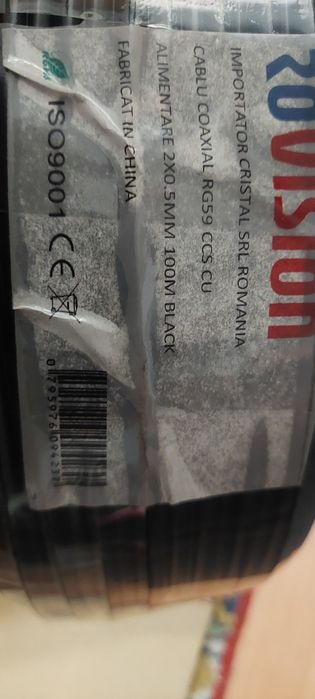 ROVISION
IMPORTATOR CRISTAL SRL ROMANIA
CABLU COAXIAL RG59 CCS CU
ALIMENTARE 2X0.5MM 100M BLACK
FABRICAT IN CHINA
ISO9001 CE